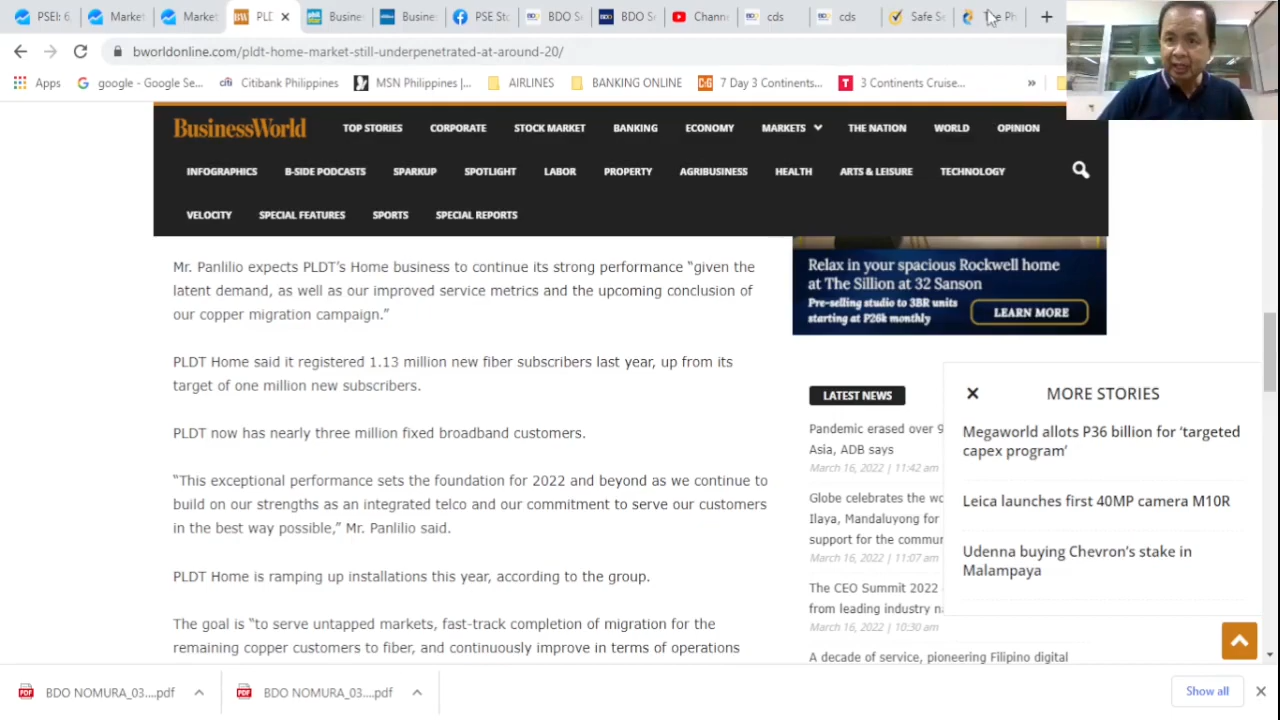 PSEi: 6,
Market
Market
PLD
Busine
Busine
PSE Sto
BDO Se
BDO Se
Channe
cds
cds
Safe Se
bworldonline.com/pldt-home-market-still-underpenetrated-at-around-20/
Apps
google - Google Se...
Citibank Philippines
MSN Philippines |...
AIRLINES
BANKING ONLINE
7 Day 3 Continents...
3 Continents Cruise...
»
BusinessWorld
TOP STORIES
CORPORATE
STOCK MARKET
BANKING
ECONOMY
MARKETS
THE NATION
WORLD
OPINION
INFOGRAPHICS
B-SIDE PODCASTS
SPARKUP
SPOTLIGHT
LABOR
PROPERTY
AGRIBUSINESS
HEALTH
ARTS & LEISURE
TECHNOLOGY
VELOCITY
SPECIAL FEATURES
SPORTS
SPECIAL REPORTS
Mr. Panlilio expects PLDT's Home business to continue its strong performance “given the
latent demand, as well as our improved service metrics and the upcoming conclusion of
our copper migration campaign.”
PLDT Home said it registered 1.13 million new fiber subscribers last year, up from its
target of one million new subscribers.
PLDT now has nearly three million fixed broadband customers.
“This exceptional performance sets the foundation for 2022 and beyond as we continue to
build on our strengths as an integrated telco and our commitment to serve our customers
in the best way possible,” Mr. Panlilio said.
PLDT Home is ramping up installations this year, according to the group.
The goal is “to serve untapped markets, fast-track completion of migration for the
remaining copper customers to fiber, and continuously improve in terms of operations
Relax in your spacious Rockwell home
at The Sillion at 32 Sanson
Pre-selling studio to 3BR units
starting at P26k monthly
LEARN MORE
LATEST NEWS
Pandemic erased over 9
Asia, ADB says
March 16, 2022 | 11:42 am
Globe celebrates the wo
Ilaya, Mandaluyong for
support for the commun
March 16, 2022 | 11:07 am
The CEO Summit 2022
from leading industry n
March 16, 2022 | 10:30 am
A decade of service, pioneering Filipino digital
MORE STORIES
Megaworld allots P36 billion for ‘targeted
capex program’
Leica launches first 40MP camera M10R
Udenna buying Chevron's stake in
Malampaya
BDO NOMURA_03....pdf
BDO NOMURA_03....pdf
Show all